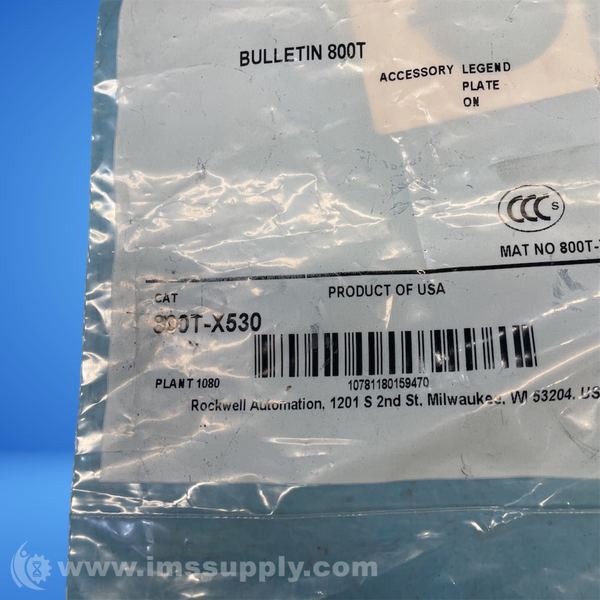 BULLETIN 800T
ACCESSORY LEGEND
PLATE
ON
CCC S
MAT NO 800T-
CAT
PRODUCT OF USA
800T-X530
PLANT 1080
10781180159470
Rockwell Automation, 1201 S 2nd St. Milwaukee, WI 53204. US
www.imssupply.com